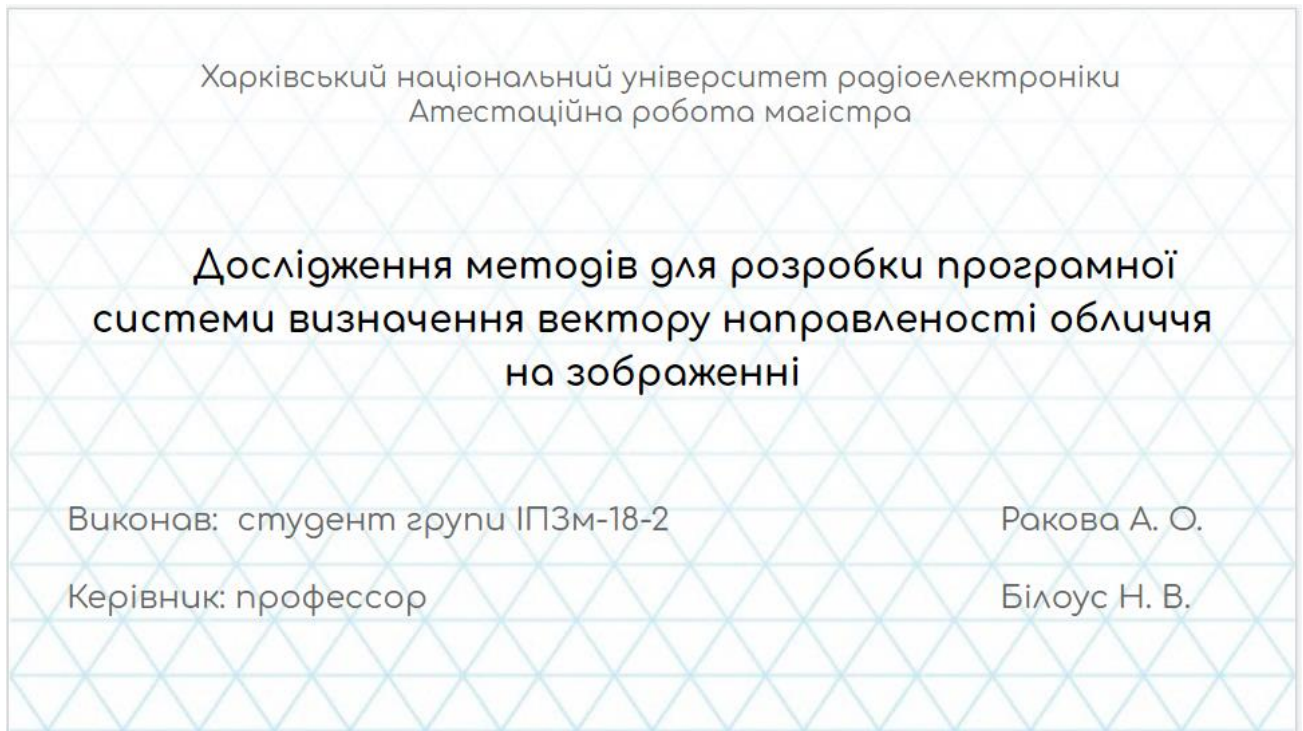 Харківський національний університет радіоелектроніки
Атестаційна робота магістра
Дослідження методів для розробки програмної
системи визначення вектору направленості обличчя
на зображенні
Виконав: студент групи ІПЗм-18-2 Ракова А. О.
Керівник: профессор Білоус Н. В.